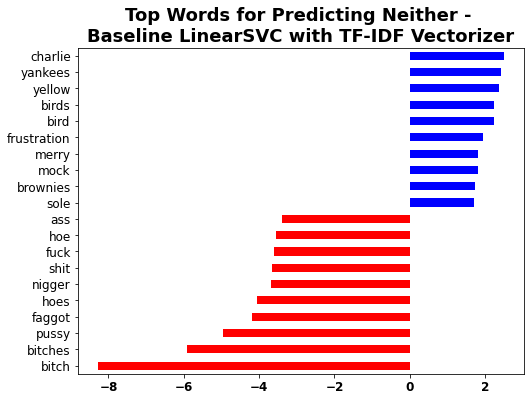 Top Words for Predicting Neither -
Baseline LinearSVC with TF-IDF Vectorizer
charlie
yankees
yellow
birds
bird
frustration
merry
mock
brownies
sole
ass
hoe
fuck
shit
nigger
hoes
faggot
pussy
bitches
bitch
−8 −6 −4 −2 0 2